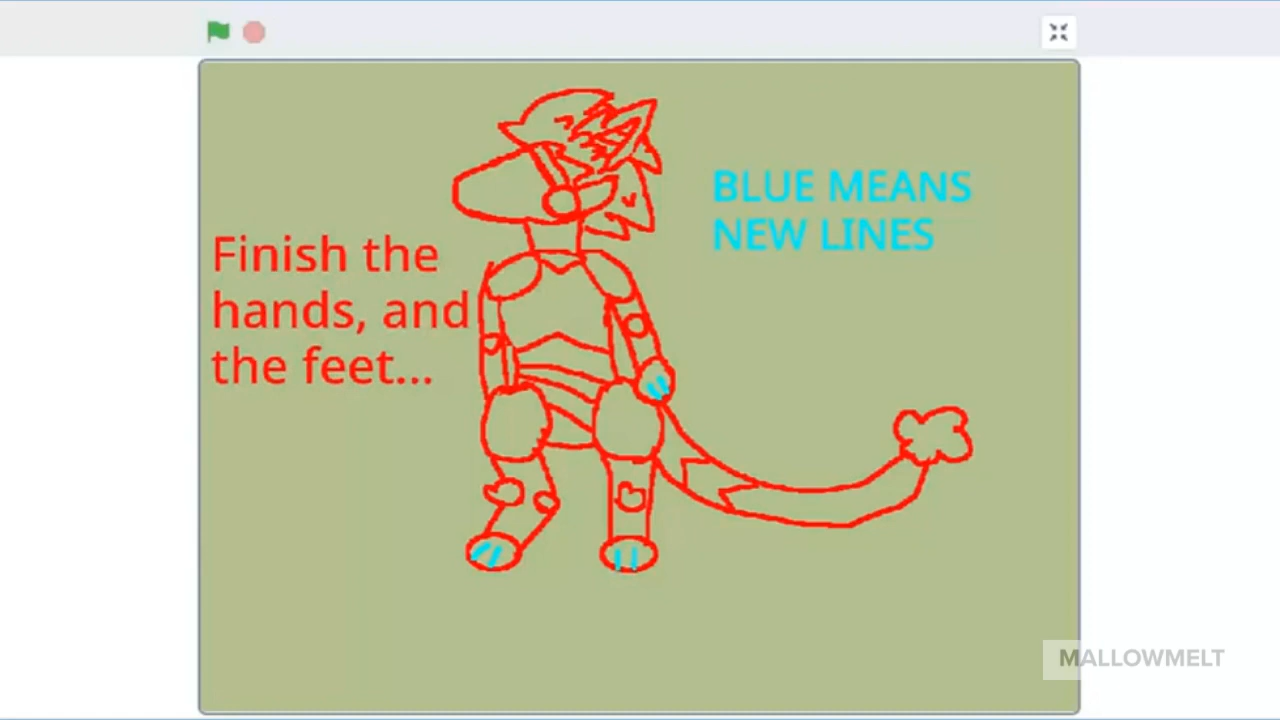 BLUE MEANS
NEW LINES
Finish the
hands, and
the feet...
MALLOWMELT